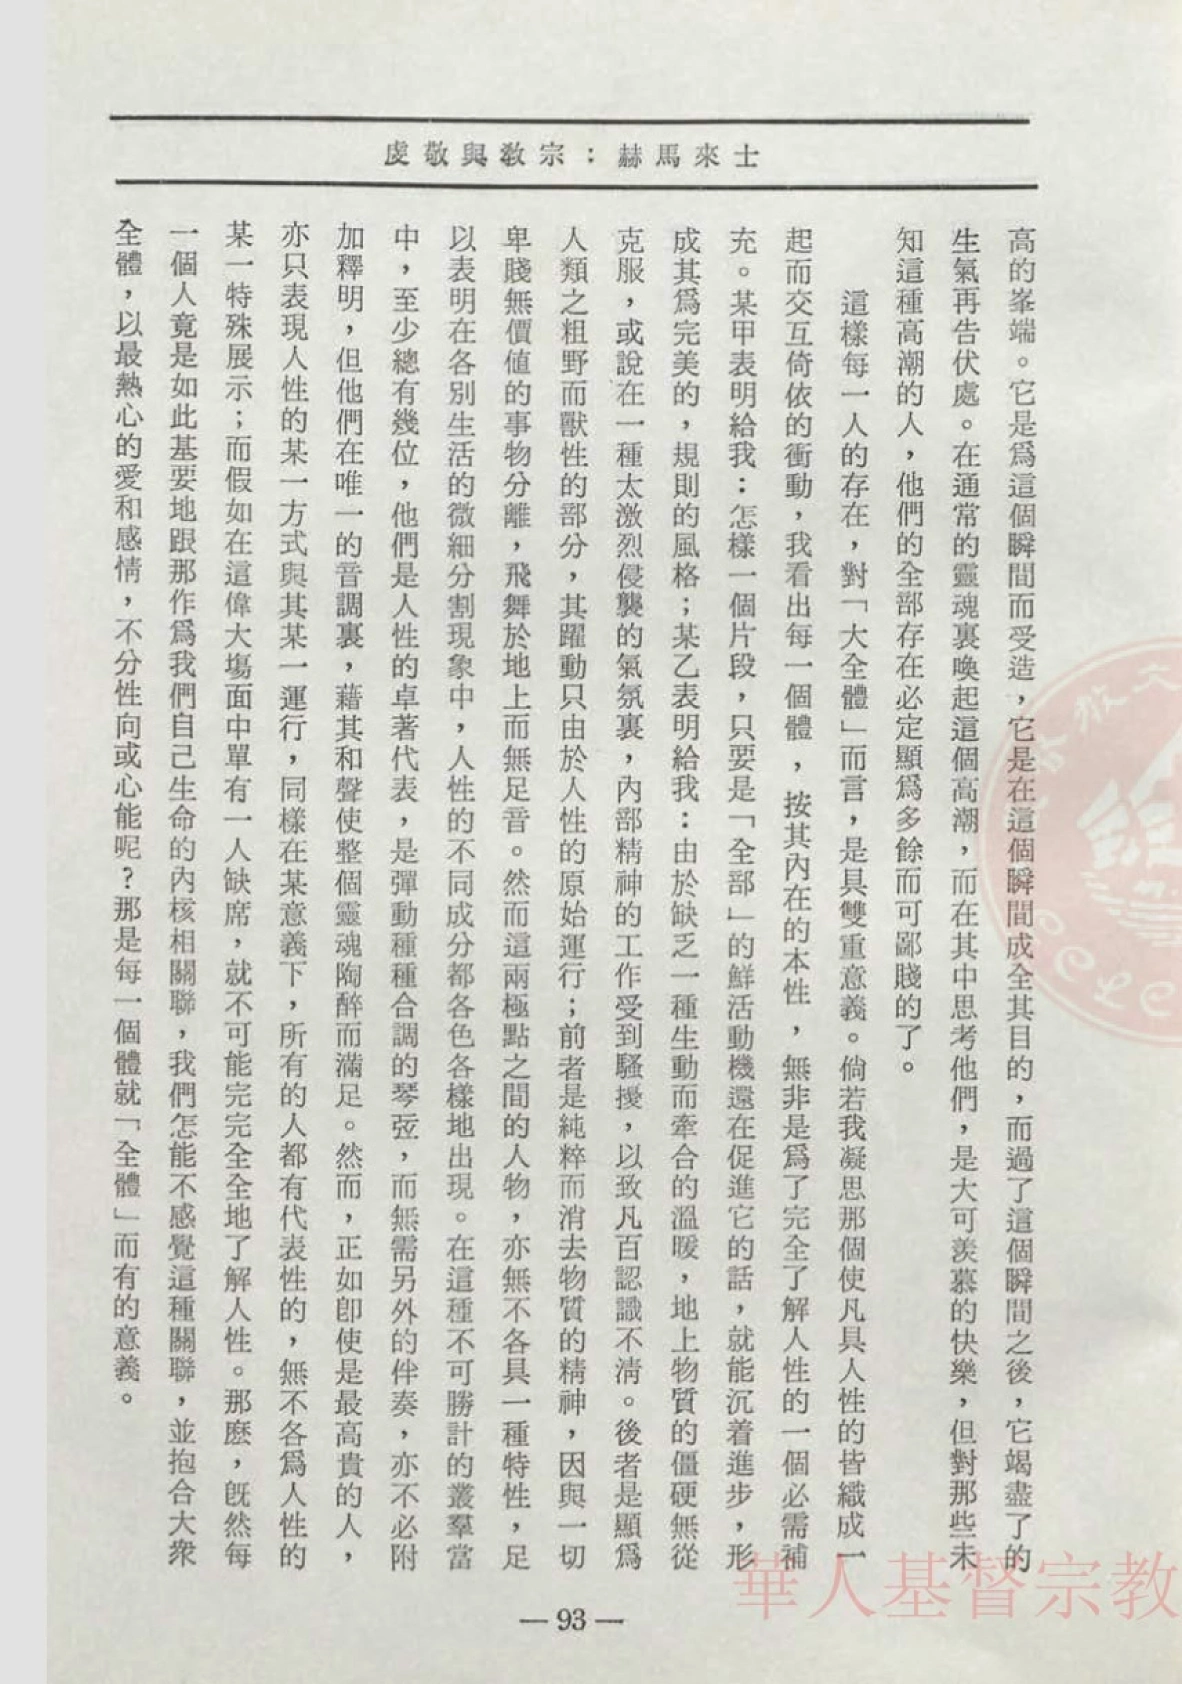 士來馬赫：宗教與敬虔
高的峯端。它是爲這個瞬間而受造，它是在這個瞬間成全其目的，而過了這個瞬間之後，它竭盡了的
生氣再告伏處。在通常的靈魂裏喚起這個高潮，而在其中思考他們，是大可羨慕的快樂，但對那些未
知這種高潮的人，他們的全部存在必定顯爲多餘而可鄙賤的了。
這樣每一人的存在，對「大全體」而言，是具雙重意義。倘若我凝思那個使凡具人性的皆織成一
起而交互倚依的衝動，我看出每一個體，按其內在的本性，無非是爲了完全了解人性的一個必需補
充。某甲表明給我：怎樣一個片段，只要是「全部」的鮮活動機還在促進它的話，就能沉着進步，形
成其爲完美的，規則的風格；某乙表明給我：由於缺乏一種生動而牽合的溫暖，地上物質的僵硬無從
克服，或說在一種太激烈侵襲的氣氛裏，內部精神的工作受到騷擾，以致凡百認識不清。後者是顯爲
人類之粗野而獸性的部分，其躍動只由於人性的原始運行；前者是純粹而消去物質的精神，因與一切
卑賤無價値的事物分離，飛舞於地上而無足音。然而這兩極點之間的人物，亦無不各具一種特性，足
以表明在各別生活的微細分割現象中，人性的不同成分都各色各樣地出現。在這種不可勝計的叢羣當
中，至少總有幾位，他們是人性的卓著代表，是彈動種種合調的琴弦，而無需另外的伴奏，亦不必附
加釋明，但他們在唯一的音調裏，藉其和聲使整個靈魂陶醉而滿足。然而，正如卽使是最高貴的人，
亦只表現人性的某一方式與其某一運行，同樣在某意義下，所有的人都有代表性的，無不各爲人性的
某一特殊展示；而假如在這偉大塲面中單有一人缺席，就不可能完完全全地了解人性。那麽，旣然每
一個人竟是如此基要地跟那作爲我們自己生命的內核相關聯，我們怎能不感覺這種關聯，並抱合大衆
全體，以最熱心的愛和感情，不分性向或心能呢？那是每一個體就「全體」而有的意義。
— 93 —
華人基督宗教